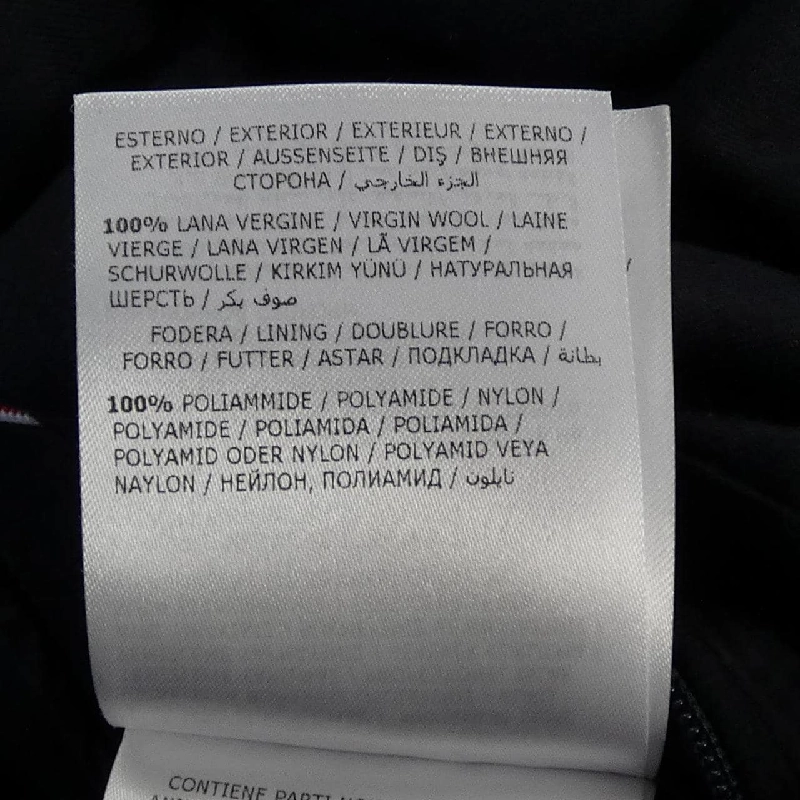 ESTERNO / EXTERIOR / EXTERIEUR / EXTERNO /
EXTERIOR / AUSSENSEITE / DIŞ / ВНЕШНЯЯ
СТОРОНА / الجزء الخارجي
100% LANA VERGINE / VIRGIN WOOL / LAINE
VIERGE / LANA VIRGEN / LÃ VIRGEM /
SCHURWOLLE / KIRKIM YÜNÜ / НАТУРАЛЬНАЯ
ШЕРСТЬ / صوف بكر
FODERA / LINING / DOUBLURE / FORRO /
FORRO / FUTTER / ASTAR / ПОДКЛАДКА / بطانة
100% POLIAMMIDE / POLYAMIDE / NYLON /
POLYAMIDE / POLIAMIDA / POLIAMIDA /
POLYAMID ODER NYLON / POLYAMID VEYA
NAYLON / НЕЙЛОН, ПОЛИАМИД / نايلون
CONTIENE PARTI